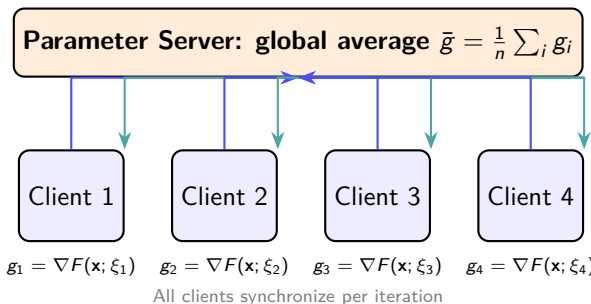 Parameter Server: global average ḡ = 1/n ∑ᵢ gᵢ
Client 1 Client 2 Client 3 Client 4
g₁ = ∇F(x; ξ₁) g₂ = ∇F(x; ξ₂) g₃ = ∇F(x; ξ₃) g₄ = ∇F(x; ξ₄)
All clients synchronize per iteration